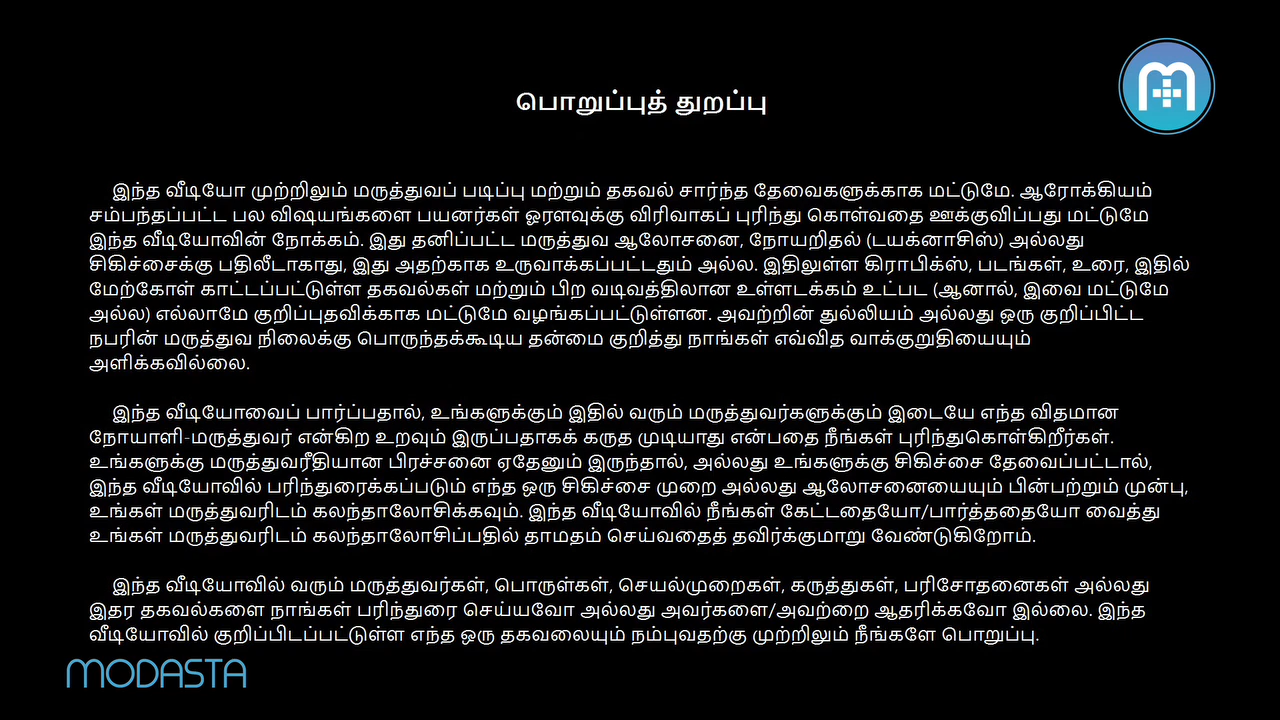 பொறுப்புத் துறப்பு
இந்த வீடியோ முற்றிலும் மருத்துவப் படிப்பு மற்றும் தகவல் சார்ந்த தேவைகளுக்காக மட்டுமே. ஆரோக்கியம்
சம்பந்தப்பட்ட பல விஷயங்களை பயனர்கள் ஓரளவுக்கு விரிவாகப் புரிந்து கொள்வதை ஊக்குவிப்பது மட்டுமே
இந்த வீடியோவின் நோக்கம். இது தனிப்பட்ட மருத்துவ ஆலோசனை, நோயறிதல் (டயக்னாசிஸ்) அல்லது
சிகிச்சைக்கு பதிலீடாகாது, இது அதற்காக உருவாக்கப்பட்டதும் அல்ல. இதிலுள்ள கிராபிக்ஸ், படங்கள், உரை, இதில்
மேற்கோள் காட்டப்பட்டுள்ள தகவல்கள் மற்றும் பிற வடிவத்திலான உள்ளடக்கம் உட்பட (ஆனால், இவை மட்டுமே
அல்ல) எல்லாமே குறிப்புதவிக்காக மட்டுமே வழங்கப்பட்டுள்ளன. அவற்றின் துல்லியம் அல்லது ஒரு குறிப்பிட்ட
நபரின் மருத்துவ நிலைக்கு பொருந்தக்கூடிய தன்மை குறித்து நாங்கள் எவ்வித வாக்குறுதியையும்
அளிக்கவில்லை.
இந்த வீடியோவைப் பார்ப்பதால், உங்களுக்கும் இதில் வரும் மருத்துவர்களுக்கும் இடையே எந்த விதமான
நோயாளி-மருத்துவர் என்கிற உறவும் இருப்பதாகக் கருத முடியாது என்பதை நீங்கள் புரிந்துகொள்கிறீர்கள்.
உங்களுக்கு மருத்துவரீதியான பிரச்சனை ஏதேனும் இருந்தால், அல்லது உங்களுக்கு சிகிச்சை தேவைப்பட்டால்,
இந்த வீடியோவில் பரிந்துரைக்கப்படும் எந்த ஒரு சிகிச்சை முறை அல்லது ஆலோசனையையும் பின்பற்றும் முன்பு,
உங்கள் மருத்துவரிடம் கலந்தாலோசிக்கவும். இந்த வீடியோவில் நீங்கள் கேட்டதையோ/பார்த்ததையோ வைத்து
உங்கள் மருத்துவரிடம் கலந்தாலோசிப்பதில் தாமதம் செய்வதைத் தவிர்க்குமாறு வேண்டுகிறோம்.
இந்த வீடியோவில் வரும் மருத்துவர்கள், பொருள்கள், செயல்முறைகள், கருத்துகள், பரிசோதனைகள் அல்லது
இதர தகவல்களை நாங்கள் பரிந்துரை செய்யவோ அல்லது அவர்களை/அவற்றை ஆதரிக்கவோ இல்லை. இந்த
வீடியோவில் குறிப்பிடப்பட்டுள்ள எந்த ஒரு தகவலையும் நம்புவதற்கு முற்றிலும் நீங்களே பொறுப்பு.
MODASTA